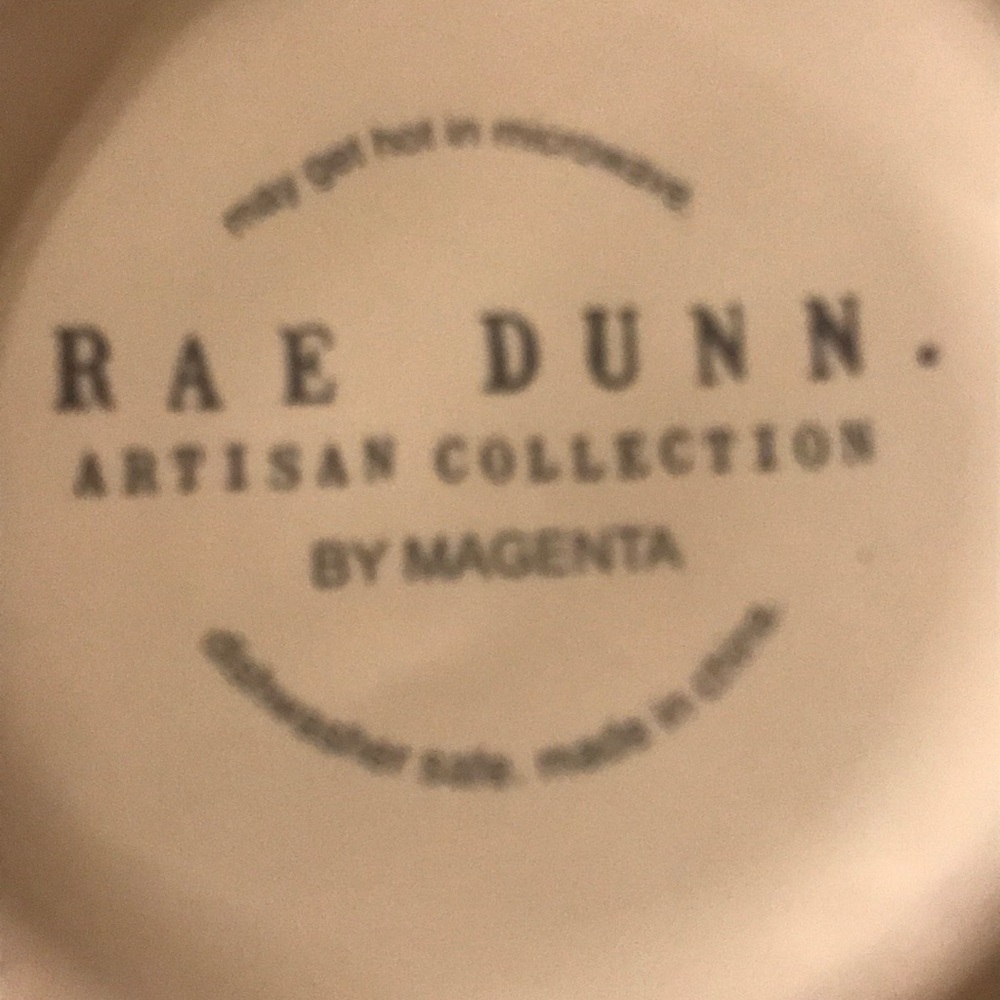 may get hot in microwave.
RAE DUNN.
ARTISAN COLLECTION
BY MAGENTA
dishwasher safe. made in china.